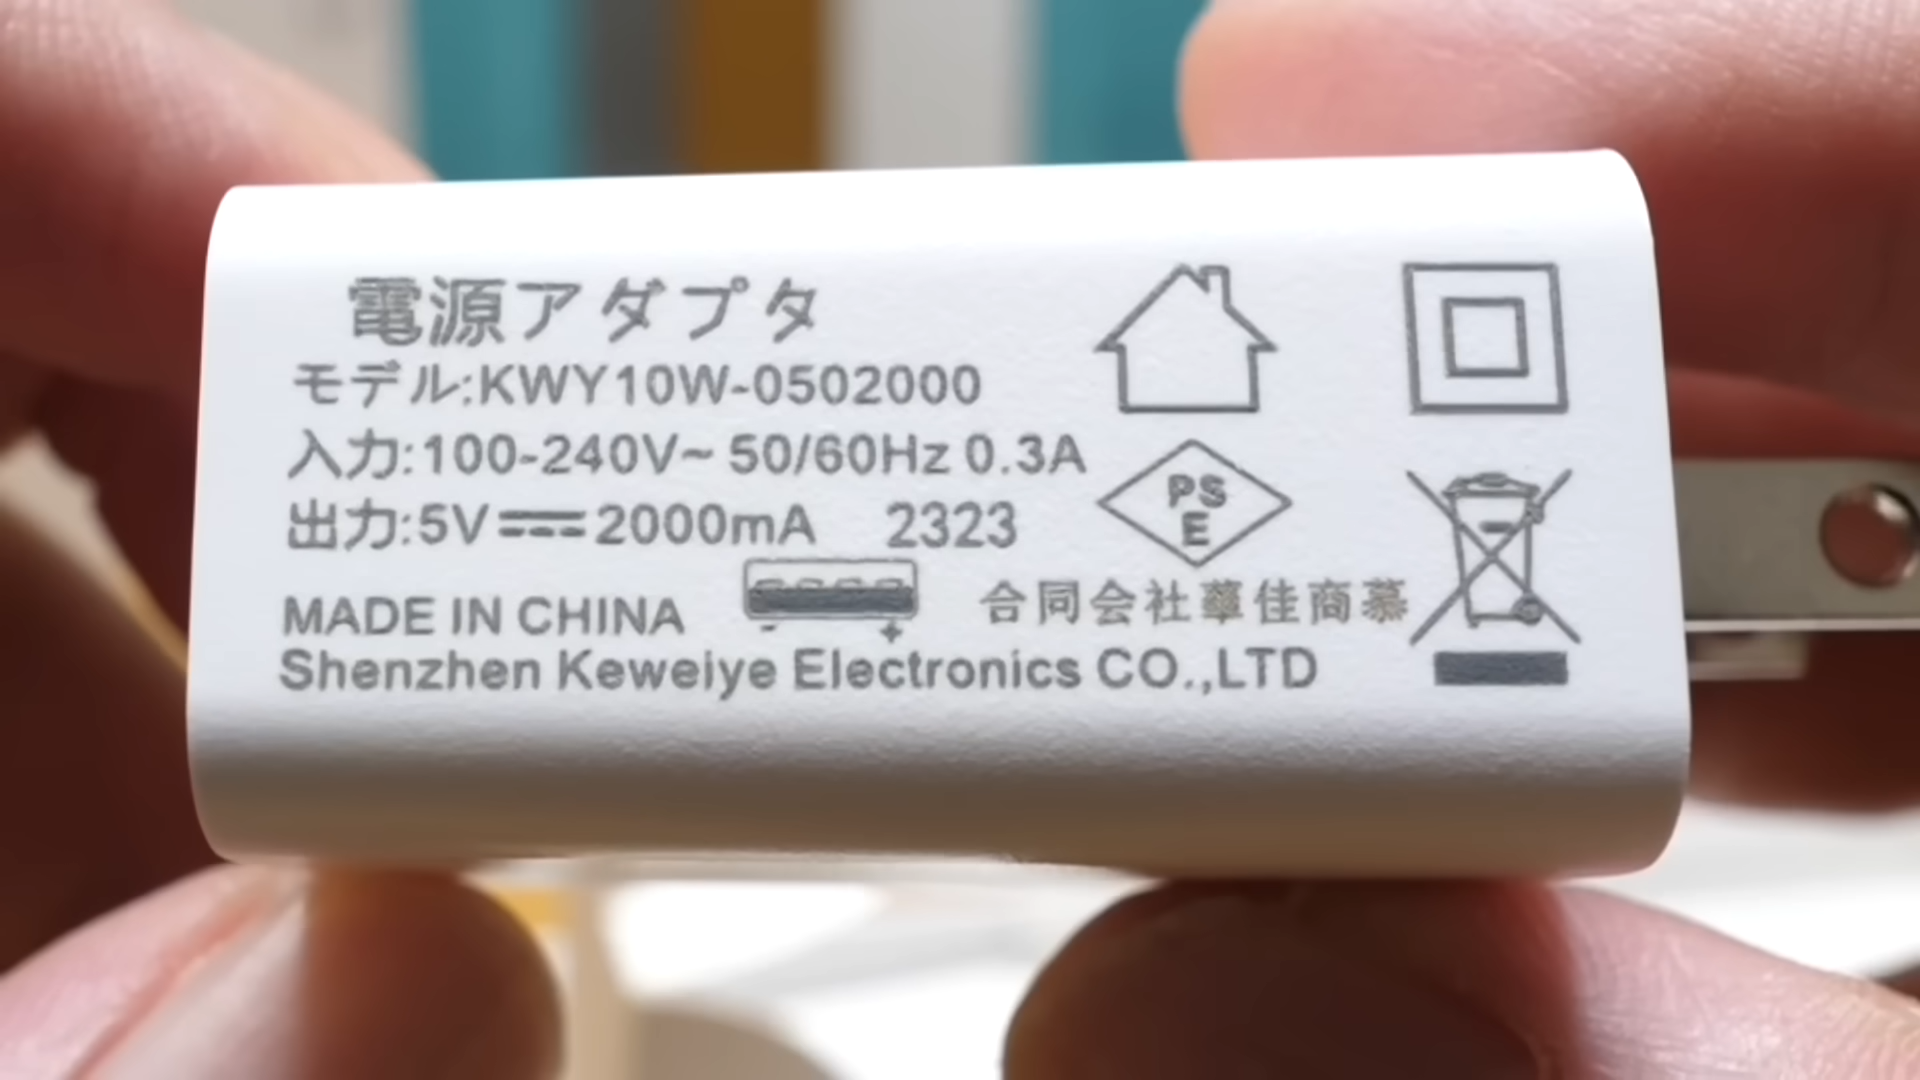 電源アダプタ
モデル:KWY10W-0502000
入力:100-240V~ 50/60Hz 0.3A
出力:5V⎓2000mA 2323
PS
E
MADE IN CHINA
- +
合同会社華佳商慕
Shenzhen Keweiye Electronics CO.,LTD